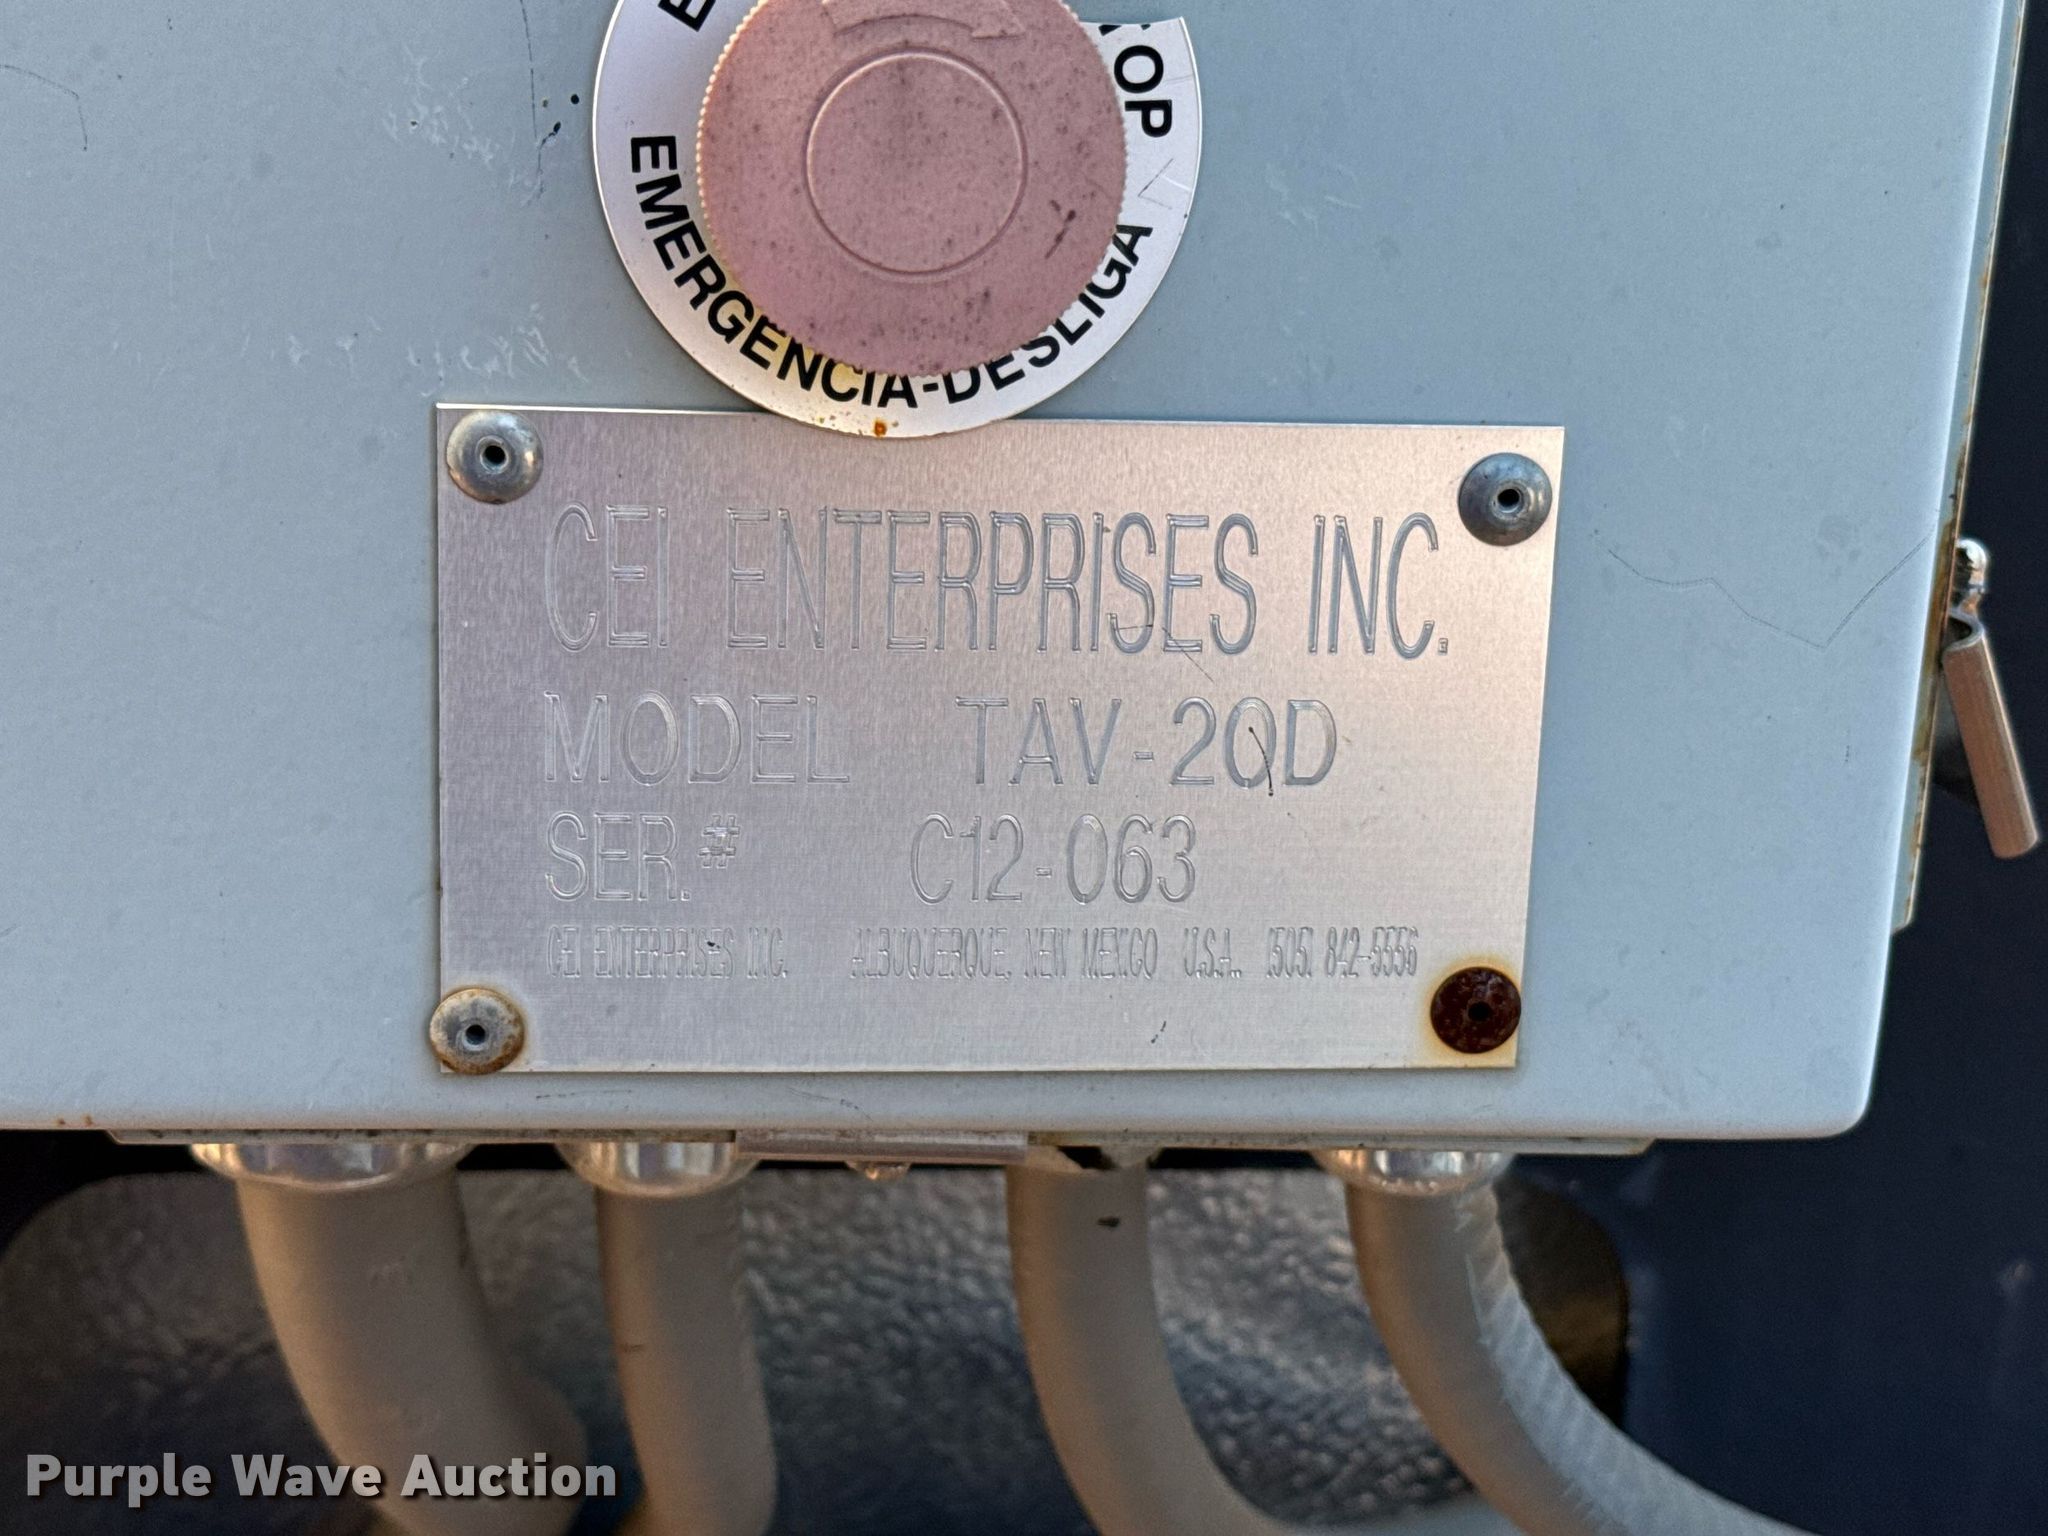 OP
EMERGENCIA-DESLIGA
CEI ENTERPRISES INC.
MODEL TAV-20D
SER.# C12-063
CEI ENTERPRISES INC. ALBUQUERQUE, NEW MEXICO U.S.A. (505) 842-5556
Purple Wave Auction